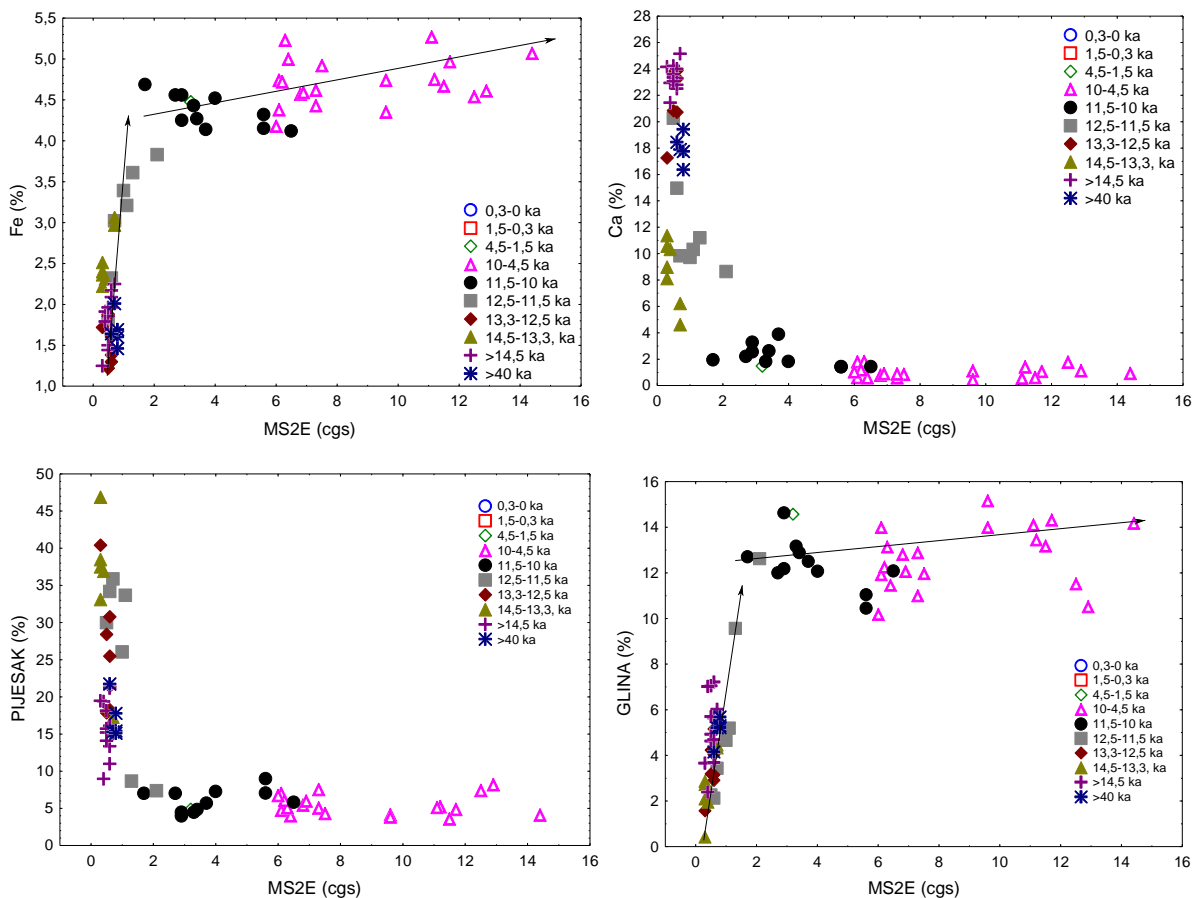 5,5
5,0
4,5
4,0
3,5
3,0
2,5
2,0
1,5
1,0
Fe (%)
0 2 4 6 8 10 12 14 16
MS2E (cgs)
0,3-0 ka
1,5-0,3 ka
4,5-1,5 ka
10-4,5 ka
11,5-10 ka
12,5-11,5 ka
13,3-12,5 ka
14,5-13,3, ka
>14,5 ka
>40 ka
28
26
24
22
20
18
16
14
12
10
8
6
4
2
0
Ca (%)
0 2 4 6 8 10 12 14 16
MS2E (cgs)
0,3-0 ka
1,5-0,3 ka
4,5-1,5 ka
10-4,5 ka
11,5-10 ka
12,5-11,5 ka
13,3-12,5 ka
14,5-13,3, ka
>14,5 ka
>40 ka
50
45
40
35
30
25
20
15
10
5
0
PIJESAK (%)
0 2 4 6 8 10 12 14 16
MS2E (cgs)
0,3-0 ka
1,5-0,3 ka
4,5-1,5 ka
10-4,5 ka
11,5-10 ka
12,5-11,5 ka
13,3-12,5 ka
14,5-13,3, ka
>14,5 ka
>40 ka
16
14
12
10
8
6
4
2
0
GLINA (%)
0 2 4 6 8 10 12 14 16
MS2E (cgs)
0,3-0 ka
1,5-0,3 ka
4,5-1,5 ka
10-4,5 ka
11,5-10 ka
12,5-11,5 ka
13,3-12,5 ka
14,5-13,3, ka
>14,5 ka
>40 ka